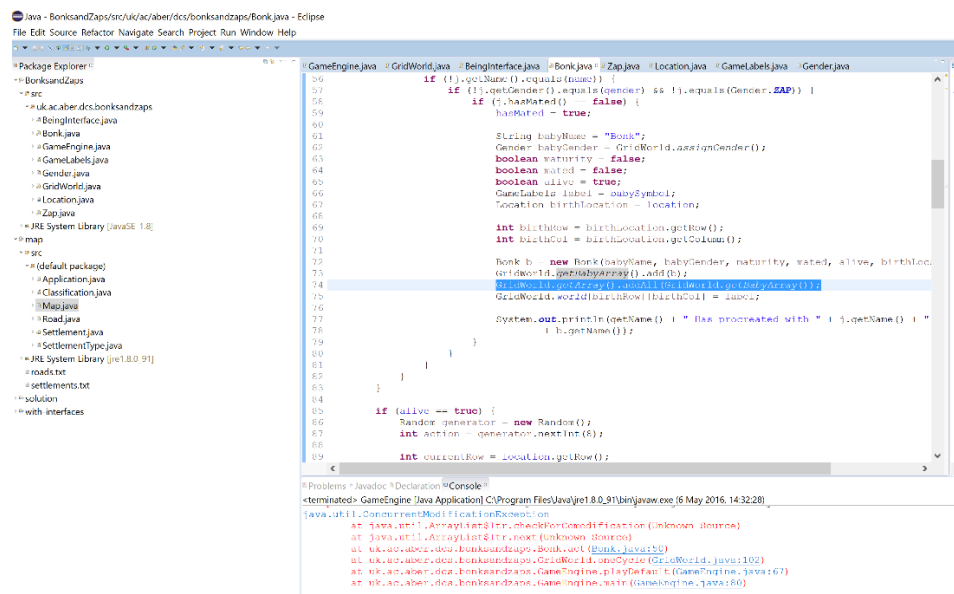 Java - BonksandZaps/src/uk/ac/aber/dcs/bonksandzaps/Bonk.java - Eclipse
File Edit Source Refactor Navigate Search Project Run Window Help
Package Explorer
GameEngine.java GridWorld.java BeingInterface.java Bonk.java Zap.java Location.java GameLabels.java Gender.java
BonksandZaps
src
uk.ac.aber.dcs.bonksandzaps
BeingInterface.java
Bonk.java
GameEngine.java
GameLabels.java
Gender.java
GridWorld.java
Location.java
Zap.java
JRE System Library [JavaSE 1.8]
map
src
(default package)
Application.java
Classification.java
Map.java
Road.java
Settlement.java
SettlementType.java
JRE System Library [jre1.8.0_91]
roads.txt
settlements.txt
solution
with-interfaces
56 if (!j.getName().equals(name)) {
57 if (!j.getGender().equals(gender) && !j.equals(Gender.ZAP)) {
58 if (j.hasMated() == false) {
59 hasMated = true;
60
61 String babyName = "Bonk";
62 Gender babyGender = GridWorld.assignGender();
63 boolean maturity = false;
64 boolean mated = false;
65 boolean alive = true;
66 GameLabels label = babySymbol;
67 Location birthLocation = location;
68
69 int birthRow = birthLocation.getRow();
70 int birthCol = birthLocation.getColumn();
71
72 Bonk b = new Bonk(babyName, babyGender, maturity, mated, alive, birthLoc
73 GridWorld.getBabyArray().add(b);
74 GridWorld.getArray().addAll(GridWorld.getBabyArray());
75 GridWorld.world[birthRow][birthCol] = label;
76
77 System.out.println(getName() + " Has procreated with " + j.getName() + "
78 + b.getName());
79 }
80 }
81 }
82 }
83 }
84
85 if (alive == true) {
86 Random generator = new Random();
87 int action = generator.nextInt(8);
88
89 int currentRow = location.getRow();
Problems Javadoc Declaration Console
<terminated> GameEngine [Java Application] C:\Program Files\Java\jre1.8.0_91\bin\javaw.exe (6 May 2016, 14:32:28)
java.util.ConcurrentModificationException
at java.util.ArrayList$Itr.checkForComodification(Unknown Source)
at java.util.ArrayList$Itr.next(Unknown Source)
at uk.ac.aber.dcs.bonksandzaps.Bonk.act(Bonk.java:50)
at uk.ac.aber.dcs.bonksandzaps.GridWorld.oneCycle(GridWorld.java:102)
at uk.ac.aber.dcs.bonksandzaps.GameEngine.playDefault(GameEngine.java:67)
at uk.ac.aber.dcs.bonksandzaps.GameEngine.main(GameEngine.java:80)